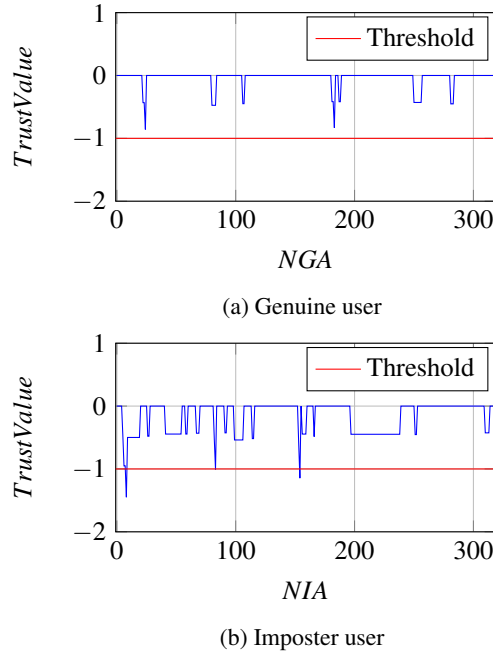 1
Threshold
0
TrustValue
−1
−2
0 100 200 300
NGA
(a) Genuine user
1
Threshold
0
TrustValue
−1
−2
0 100 200 300
NIA
(b) Imposter user